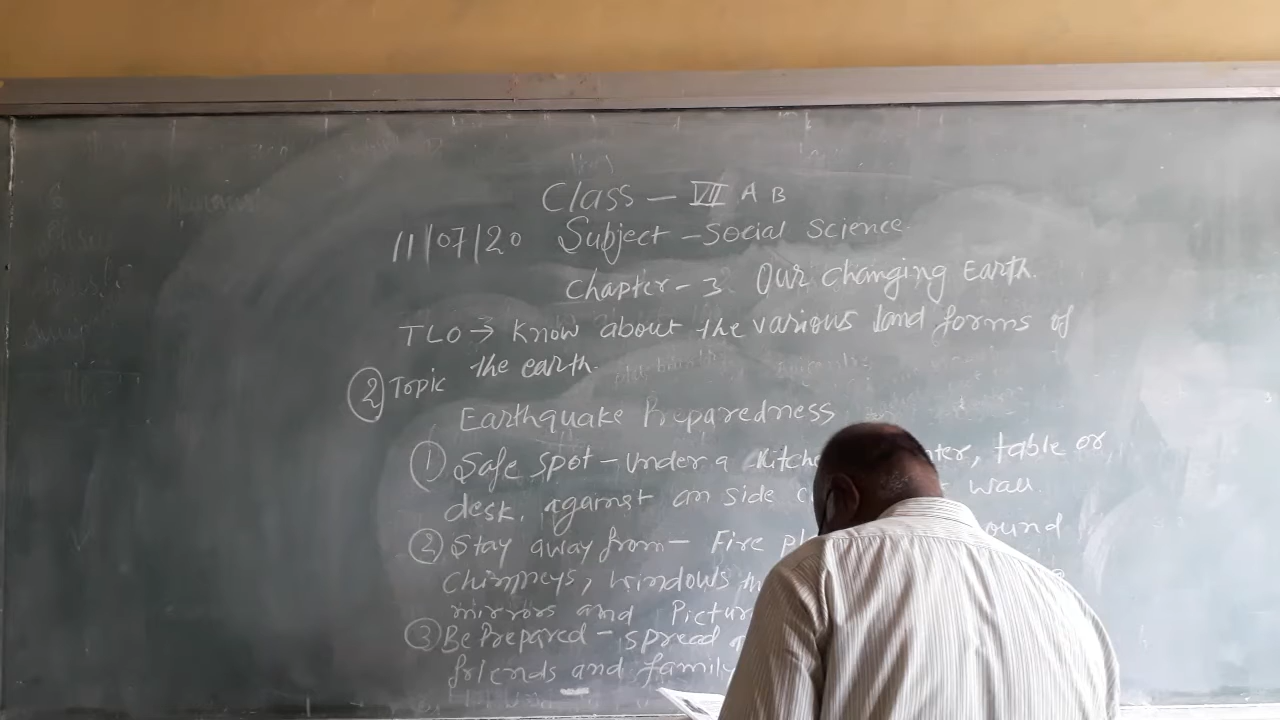 Class – VII A B
11/07/20 Subject – Social Science.
Chapter – 3 Our Changing Earth.
TLO → Know about the various land forms of
the earth.
② Topic
Earthquake Preparedness
① Safe spot – Under a Kitche ter, table or
desk, against an side c wall.
② Stay away from – Fire pl ound
Chimneys, Windows th
mirrors and Pictur
③ Be Prepared – Spread a
friends and family